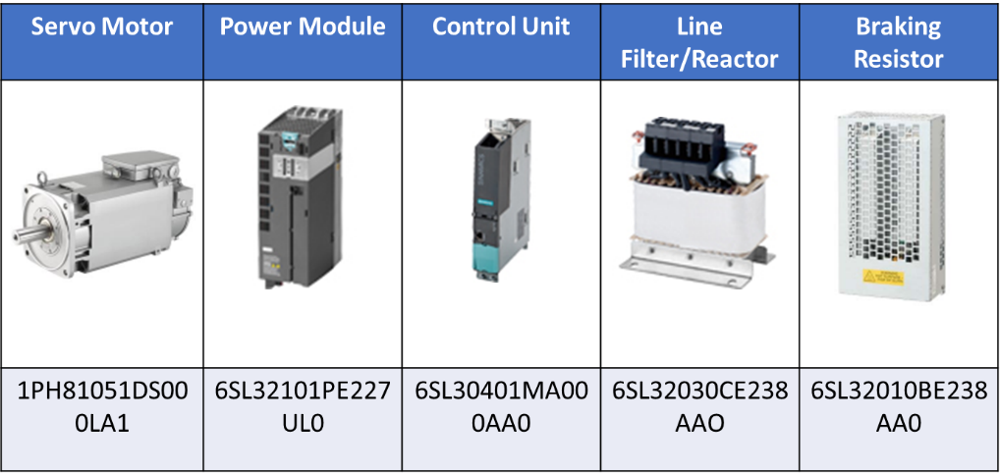 Servo Motor
Power Module
Control Unit
Line
Filter/Reactor
Braking
Resistor
1PH81051DS00
0LA1
6SL32101PE227
UL0
6SL30401MA00
0AA0
6SL32030CE238
AAO
6SL32010BE238
AA0